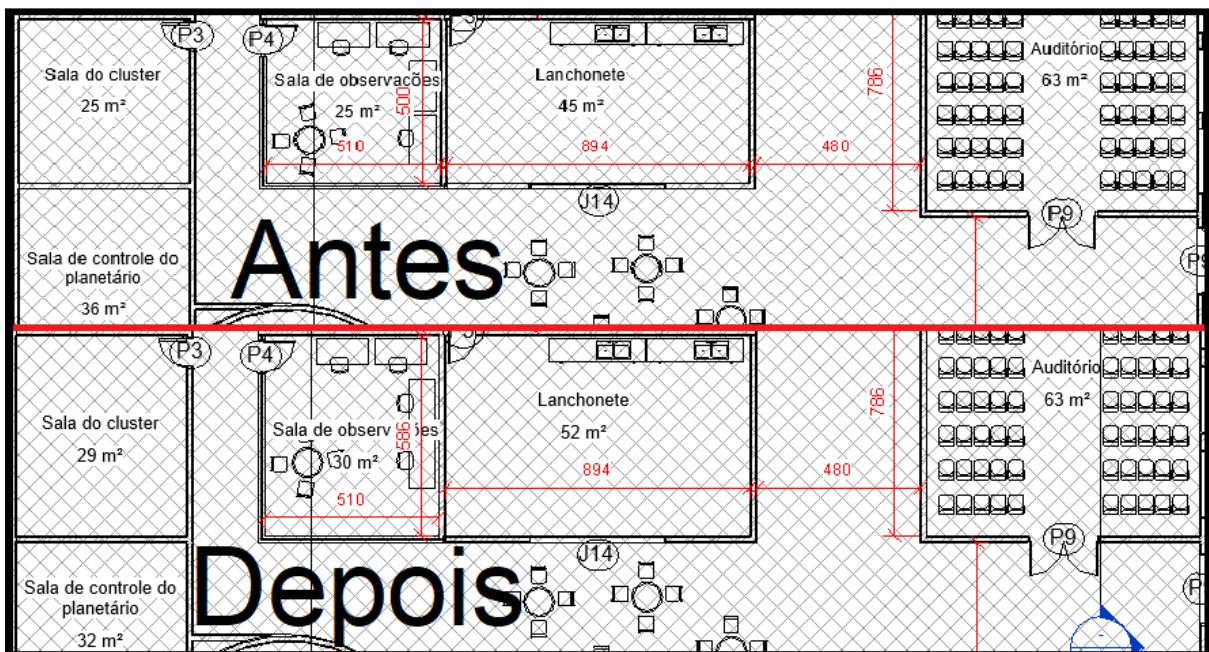 P3
P4
Sala do cluster
25 m²
Sala de observações
25 m²
500
510
Lanchonete
45 m²
894
J14
786
480
Auditório
63 m²
P9
Sala de controle do
planetário
36 m²
Antes
P3
P4
Sala do cluster
29 m²
586
30 m²
510
Lanchonete
52 m²
894
J14
786
480
Auditório
63 m²
P9
Sala de controle do
planetário
32 m²
Depois